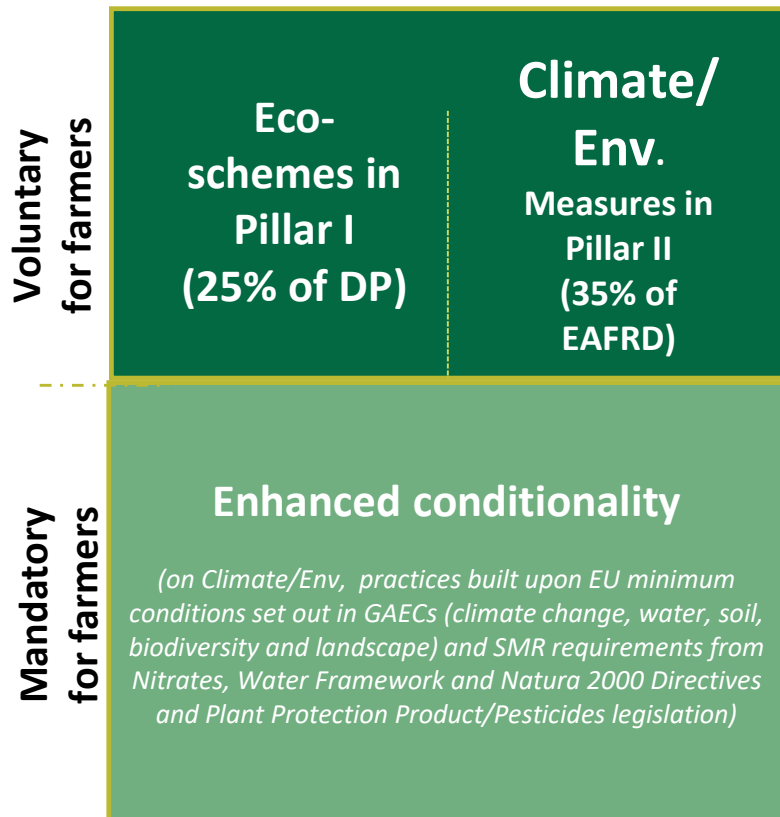 Voluntary
for farmers
Eco-
schemes in
Pillar I
(25% of DP)
Climate/
Env.
Measures in
Pillar II
(35% of
EAFRD)
Mandatory
for farmers
Enhanced conditionality
(on Climate/Env, practices built upon EU minimum
conditions set out in GAECs (climate change, water, soil,
biodiversity and landscape) and SMR requirements from
Nitrates, Water Framework and Natura 2000 Directives
and Plant Protection Product/Pesticides legislation)